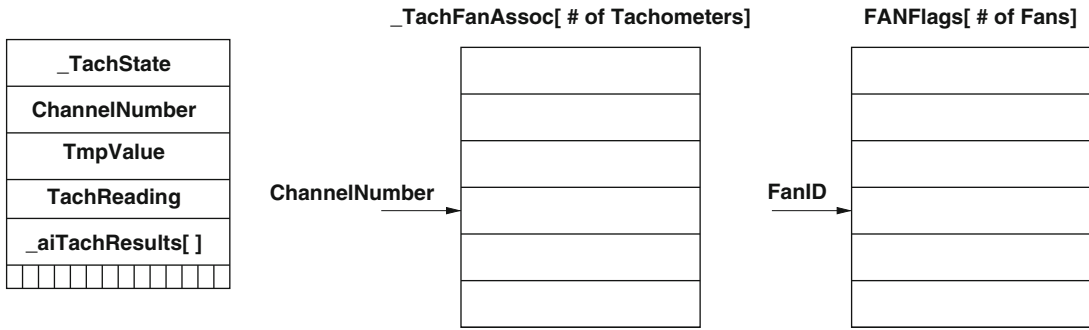 _TachFanAssoc[ # of Tachometers]
FANFlags[ # of Fans]
_TachState
ChannelNumber
TmpValue
TachReading
_aiTachResults[ ]
ChannelNumber
FanID